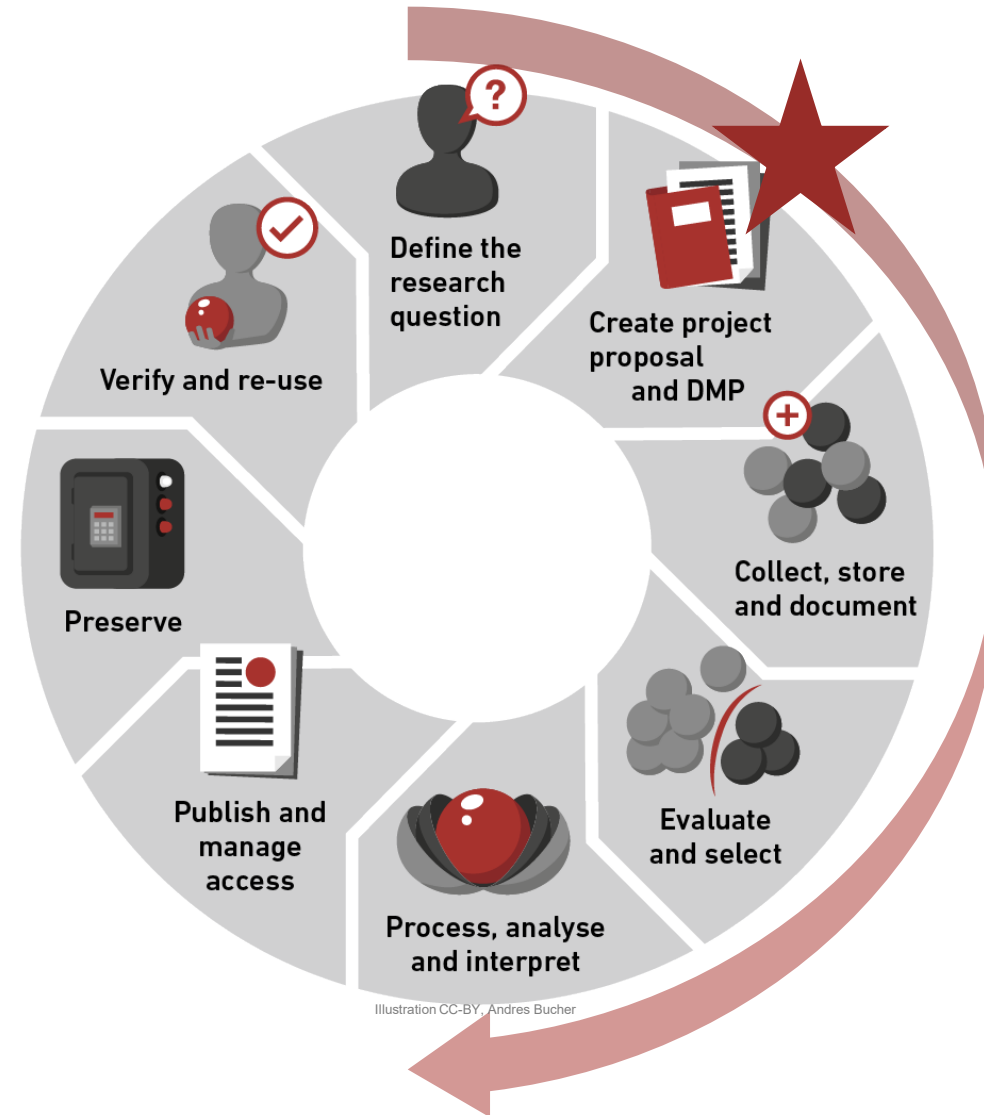 ?
Define the
research
question
Create project
proposal
and DMP
+
Collect, store
and document
Evaluate
and select
Process, analyse
and interpret
Publish and
manage
access
Preserve
Verify and re-use
Illustration CC-BY, Andres Bucher